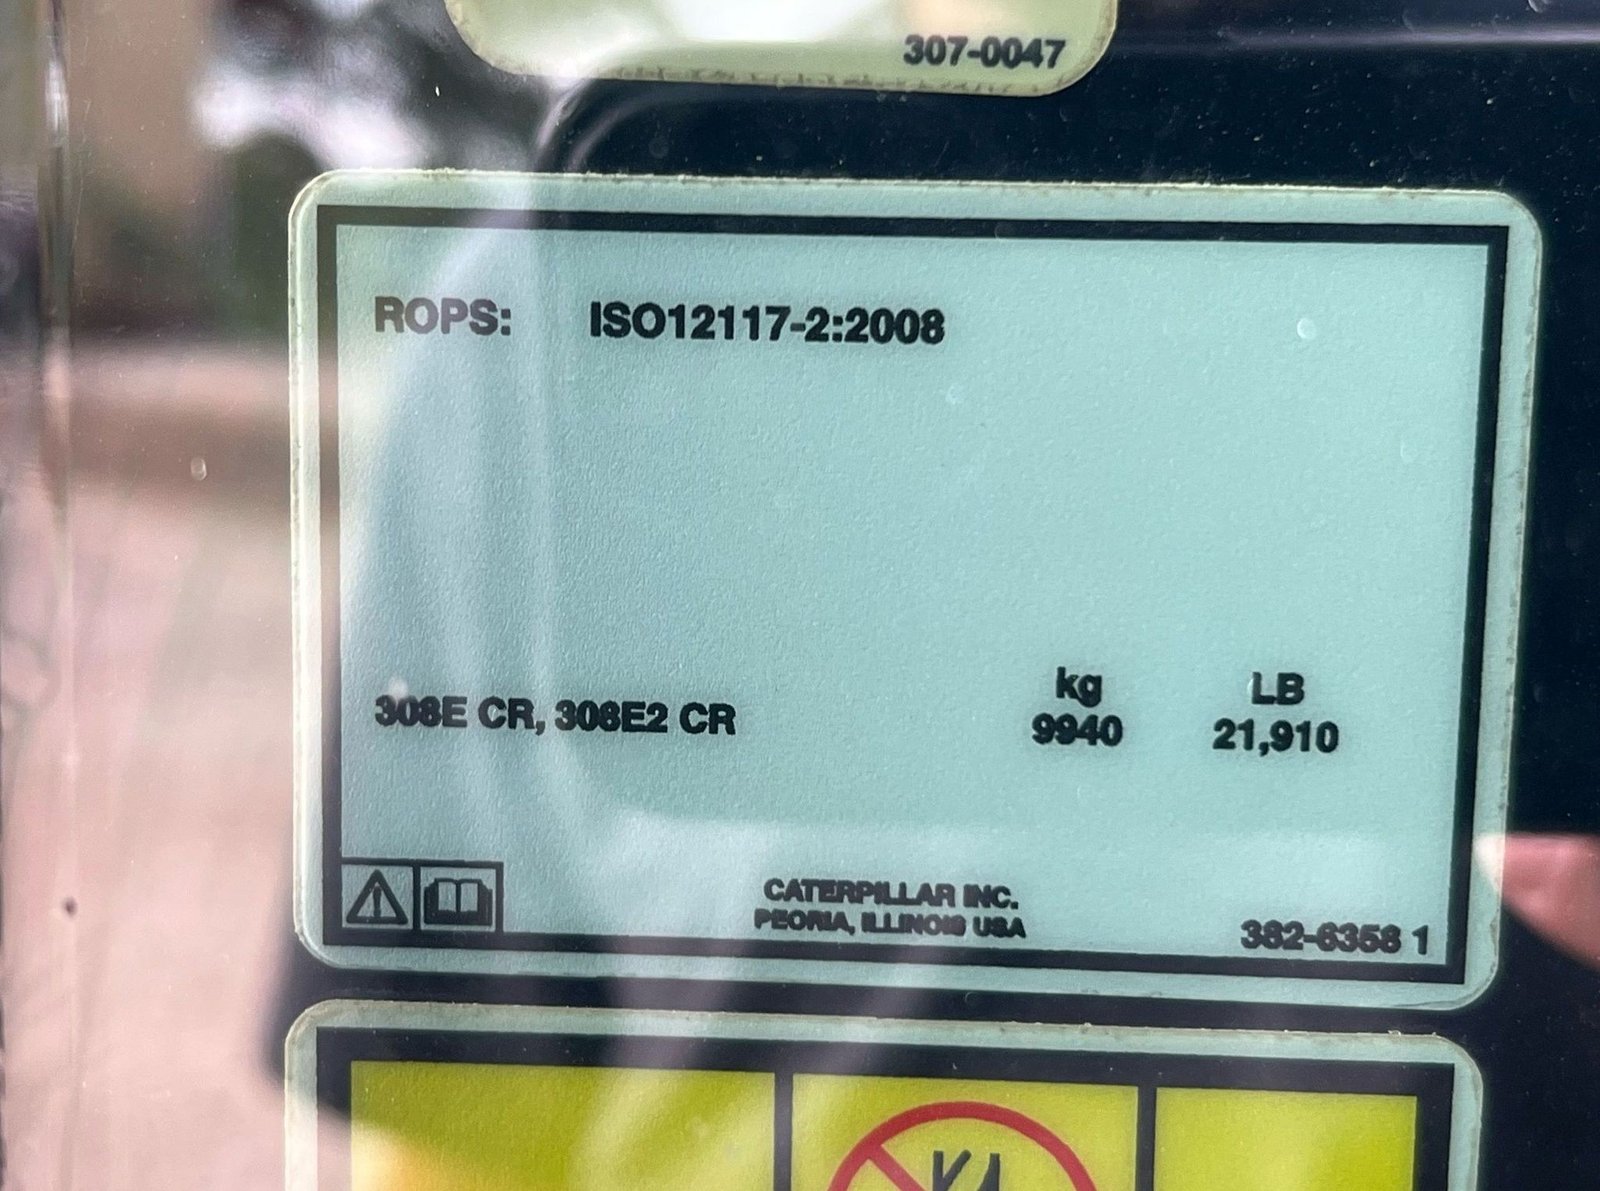 307-0047
ROPS: ISO12117-2:2008
kg LB
308E CR, 308E2 CR 9940 21,910
CATERPILLAR INC.
PEORIA, ILLINOIS USA
382-6358 1